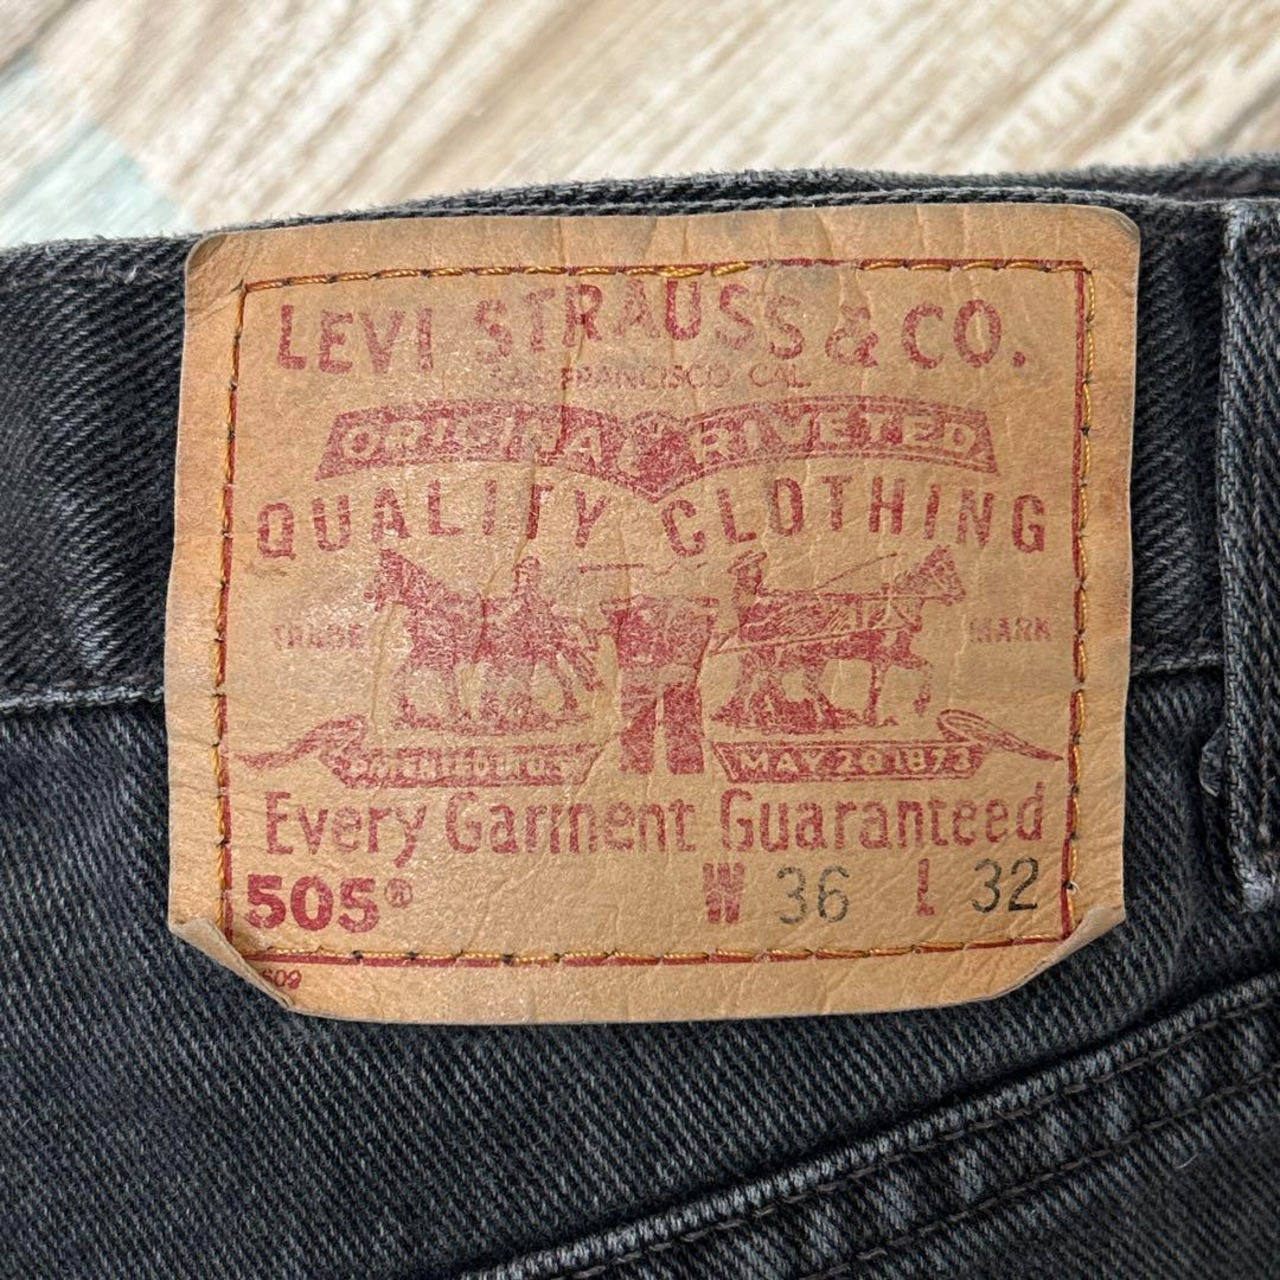 LEVI STRAUSS & CO.
SAN FRANCISCO CAL.
ORIGINAL RIVETED
QUALITY CLOTHING
TRADE MARK
MAY 20 1873
Every Garment Guaranteed
505® W 36 L 32